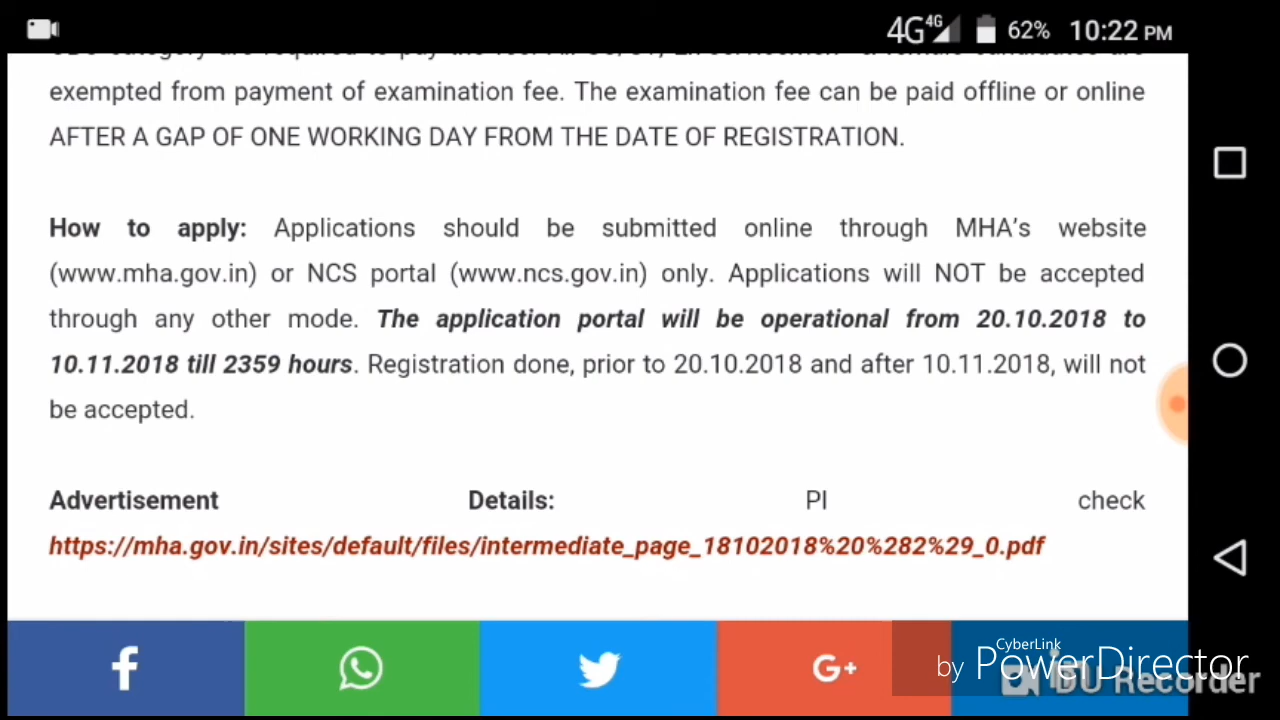 4G 4G 62% 10:22 PM
exempted from payment of examination fee. The examination fee can be paid offline or online
AFTER A GAP OF ONE WORKING DAY FROM THE DATE OF REGISTRATION.
How to apply: Applications should be submitted online through MHA’s website
(www.mha.gov.in) or NCS portal (www.ncs.gov.in) only. Applications will NOT be accepted
through any other mode. The application portal will be operational from 20.10.2018 to
10.11.2018 till 2359 hours. Registration done, prior to 20.10.2018 and after 10.11.2018, will not
be accepted.
Advertisement Details: Pl check
https://mha.gov.in/sites/default/files/intermediate_page_18102018%20%282%29_0.pdf
f G+
CyberLink
by PowerDirector
DU Recorder